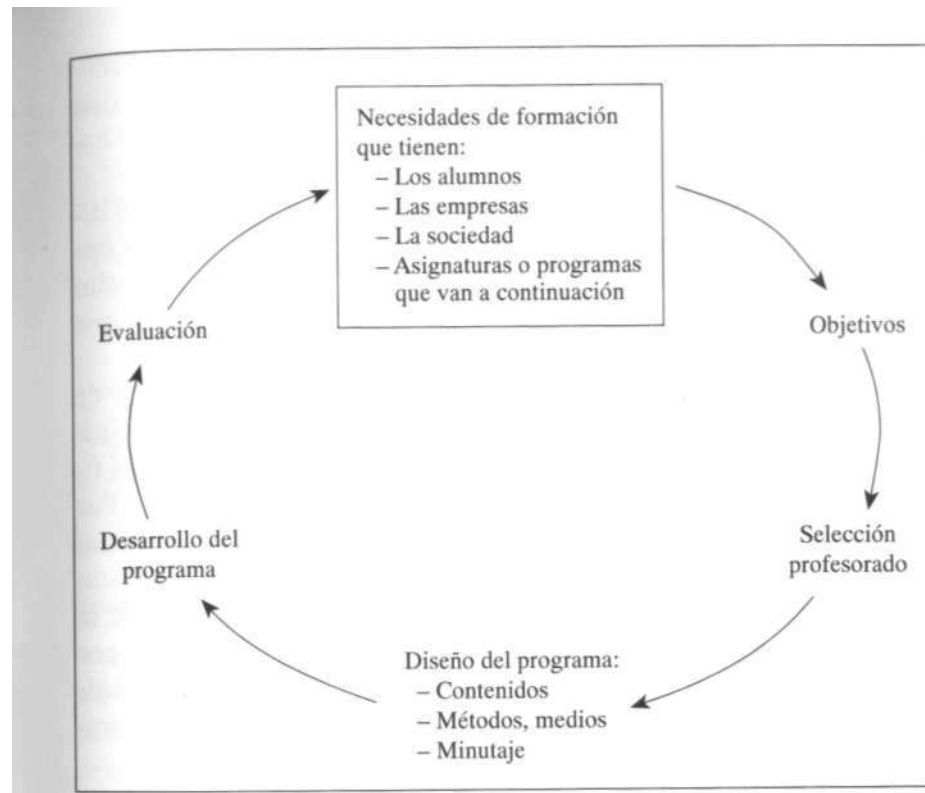 Necesidades de formación
que tienen:
– Los alumnos
– Las empresas
– La sociedad
– Asignaturas o programas
que van a continuación
Objetivos
Selección
profesorado
Diseño del programa:
– Contenidos
– Métodos, medios
– Minutaje
Desarrollo del
programa
Evaluación